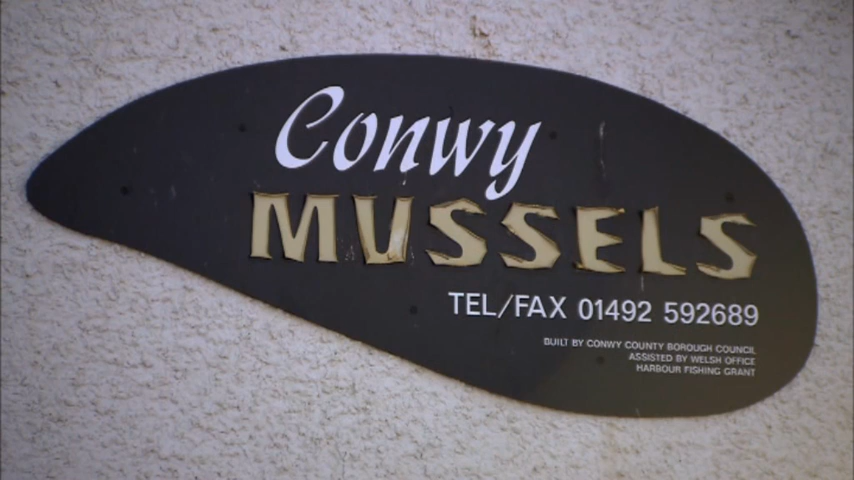 Conwy
MUSSELS
TEL/FAX 01492 592689
BUILT BY CONWY COUNTY BOROUGH COUNCIL
ASSISTED BY WELSH OFFICE
HARBOUR FISHING GRANT